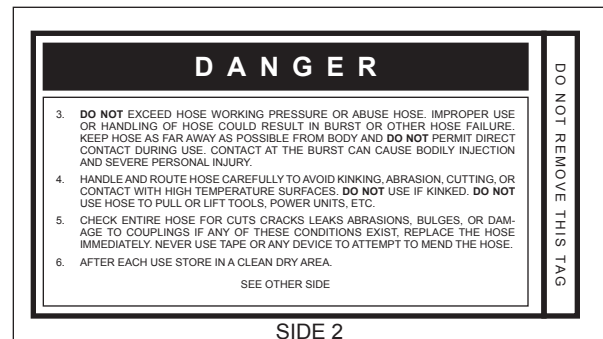 DANGER
3. DO NOT EXCEED HOSE WORKING PRESSURE OR ABUSE HOSE. IMPROPER USE
OR HANDLING OF HOSE COULD RESULT IN BURST OR OTHER HOSE FAILURE.
KEEP HOSE AS FAR AWAY AS POSSIBLE FROM BODY AND DO NOT PERMIT DIRECT
CONTACT DURING USE. CONTACT AT THE BURST CAN CAUSE BODILY INJECTION
AND SEVERE PERSONAL INJURY.
4. HANDLE AND ROUTE HOSE CAREFULLY TO AVOID KINKING, ABRASION, CUTTING, OR
CONTACT WITH HIGH TEMPERATURE SURFACES. DO NOT USE IF KINKED. DO NOT
USE HOSE TO PULL OR LIFT TOOLS, POWER UNITS, ETC.
5. CHECK ENTIRE HOSE FOR CUTS CRACKS LEAKS ABRASIONS, BULGES, OR DAM-
AGE TO COUPLINGS IF ANY OF THESE CONDITIONS EXIST, REPLACE THE HOSE
IMMEDIATELY. NEVER USE TAPE OR ANY DEVICE TO ATTEMPT TO MEND THE HOSE.
6. AFTER EACH USE STORE IN A CLEAN DRY AREA.
SEE OTHER SIDE
DO NOT REMOVE THIS TAG
SIDE 2